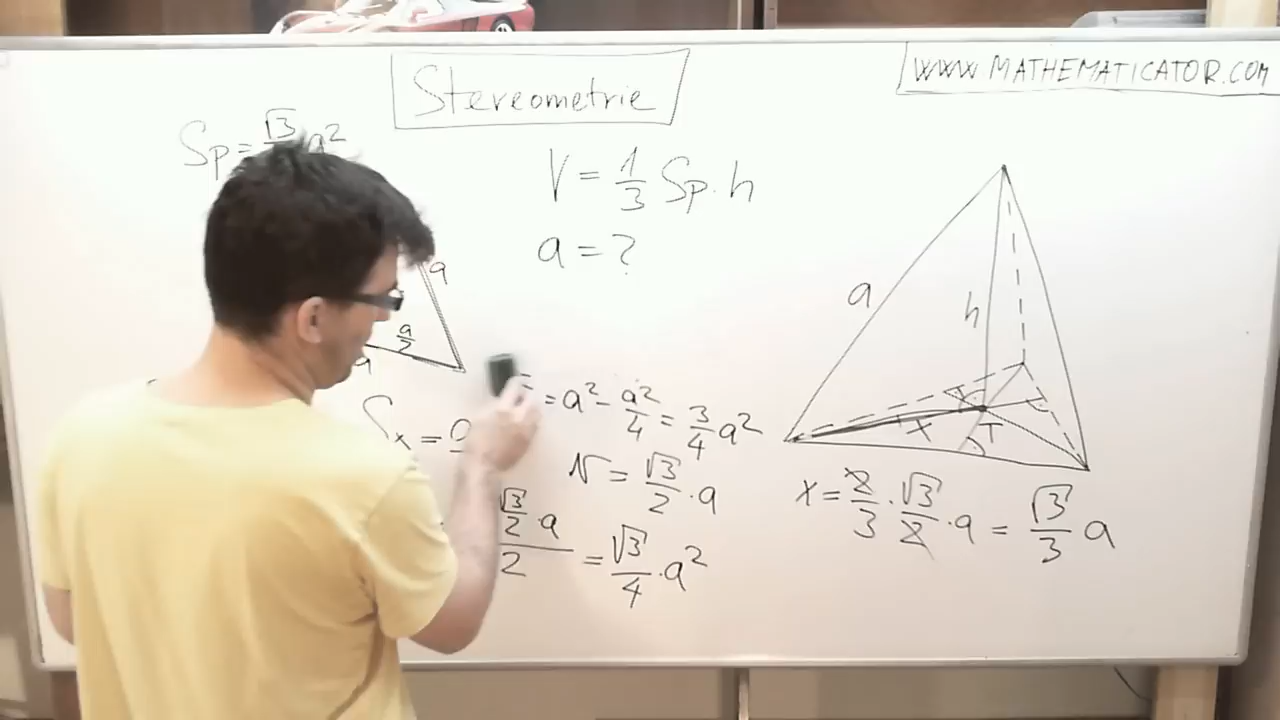 Stereometrie
WWW MATHEMATICATOR.COM
Sp = √3 a²
V = 1/3 Sp · h
a = ?
a
a/2
a
a
h
x
T
= a² - a²/4 = 3/4 a²
Sx = a
N = √3/2 · a
√3/2 · a / 2 = √3/4 · a²
x = 2/3 · √3/2 · a = √3/3 a